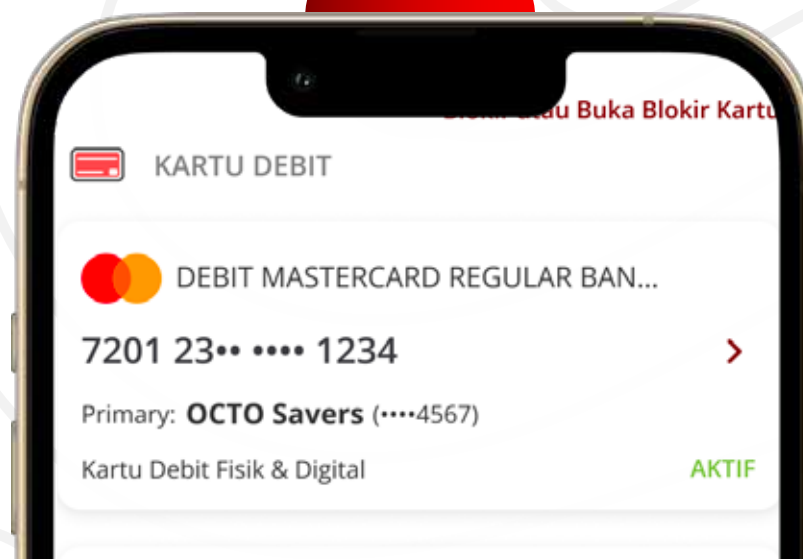 Buka Blokir Kartu
KARTU DEBIT
DEBIT MASTERCARD REGULAR BAN...
7201 23•• •••• 1234
Primary: OCTO Savers (••••4567)
Kartu Debit Fisik & Digital
AKTIF